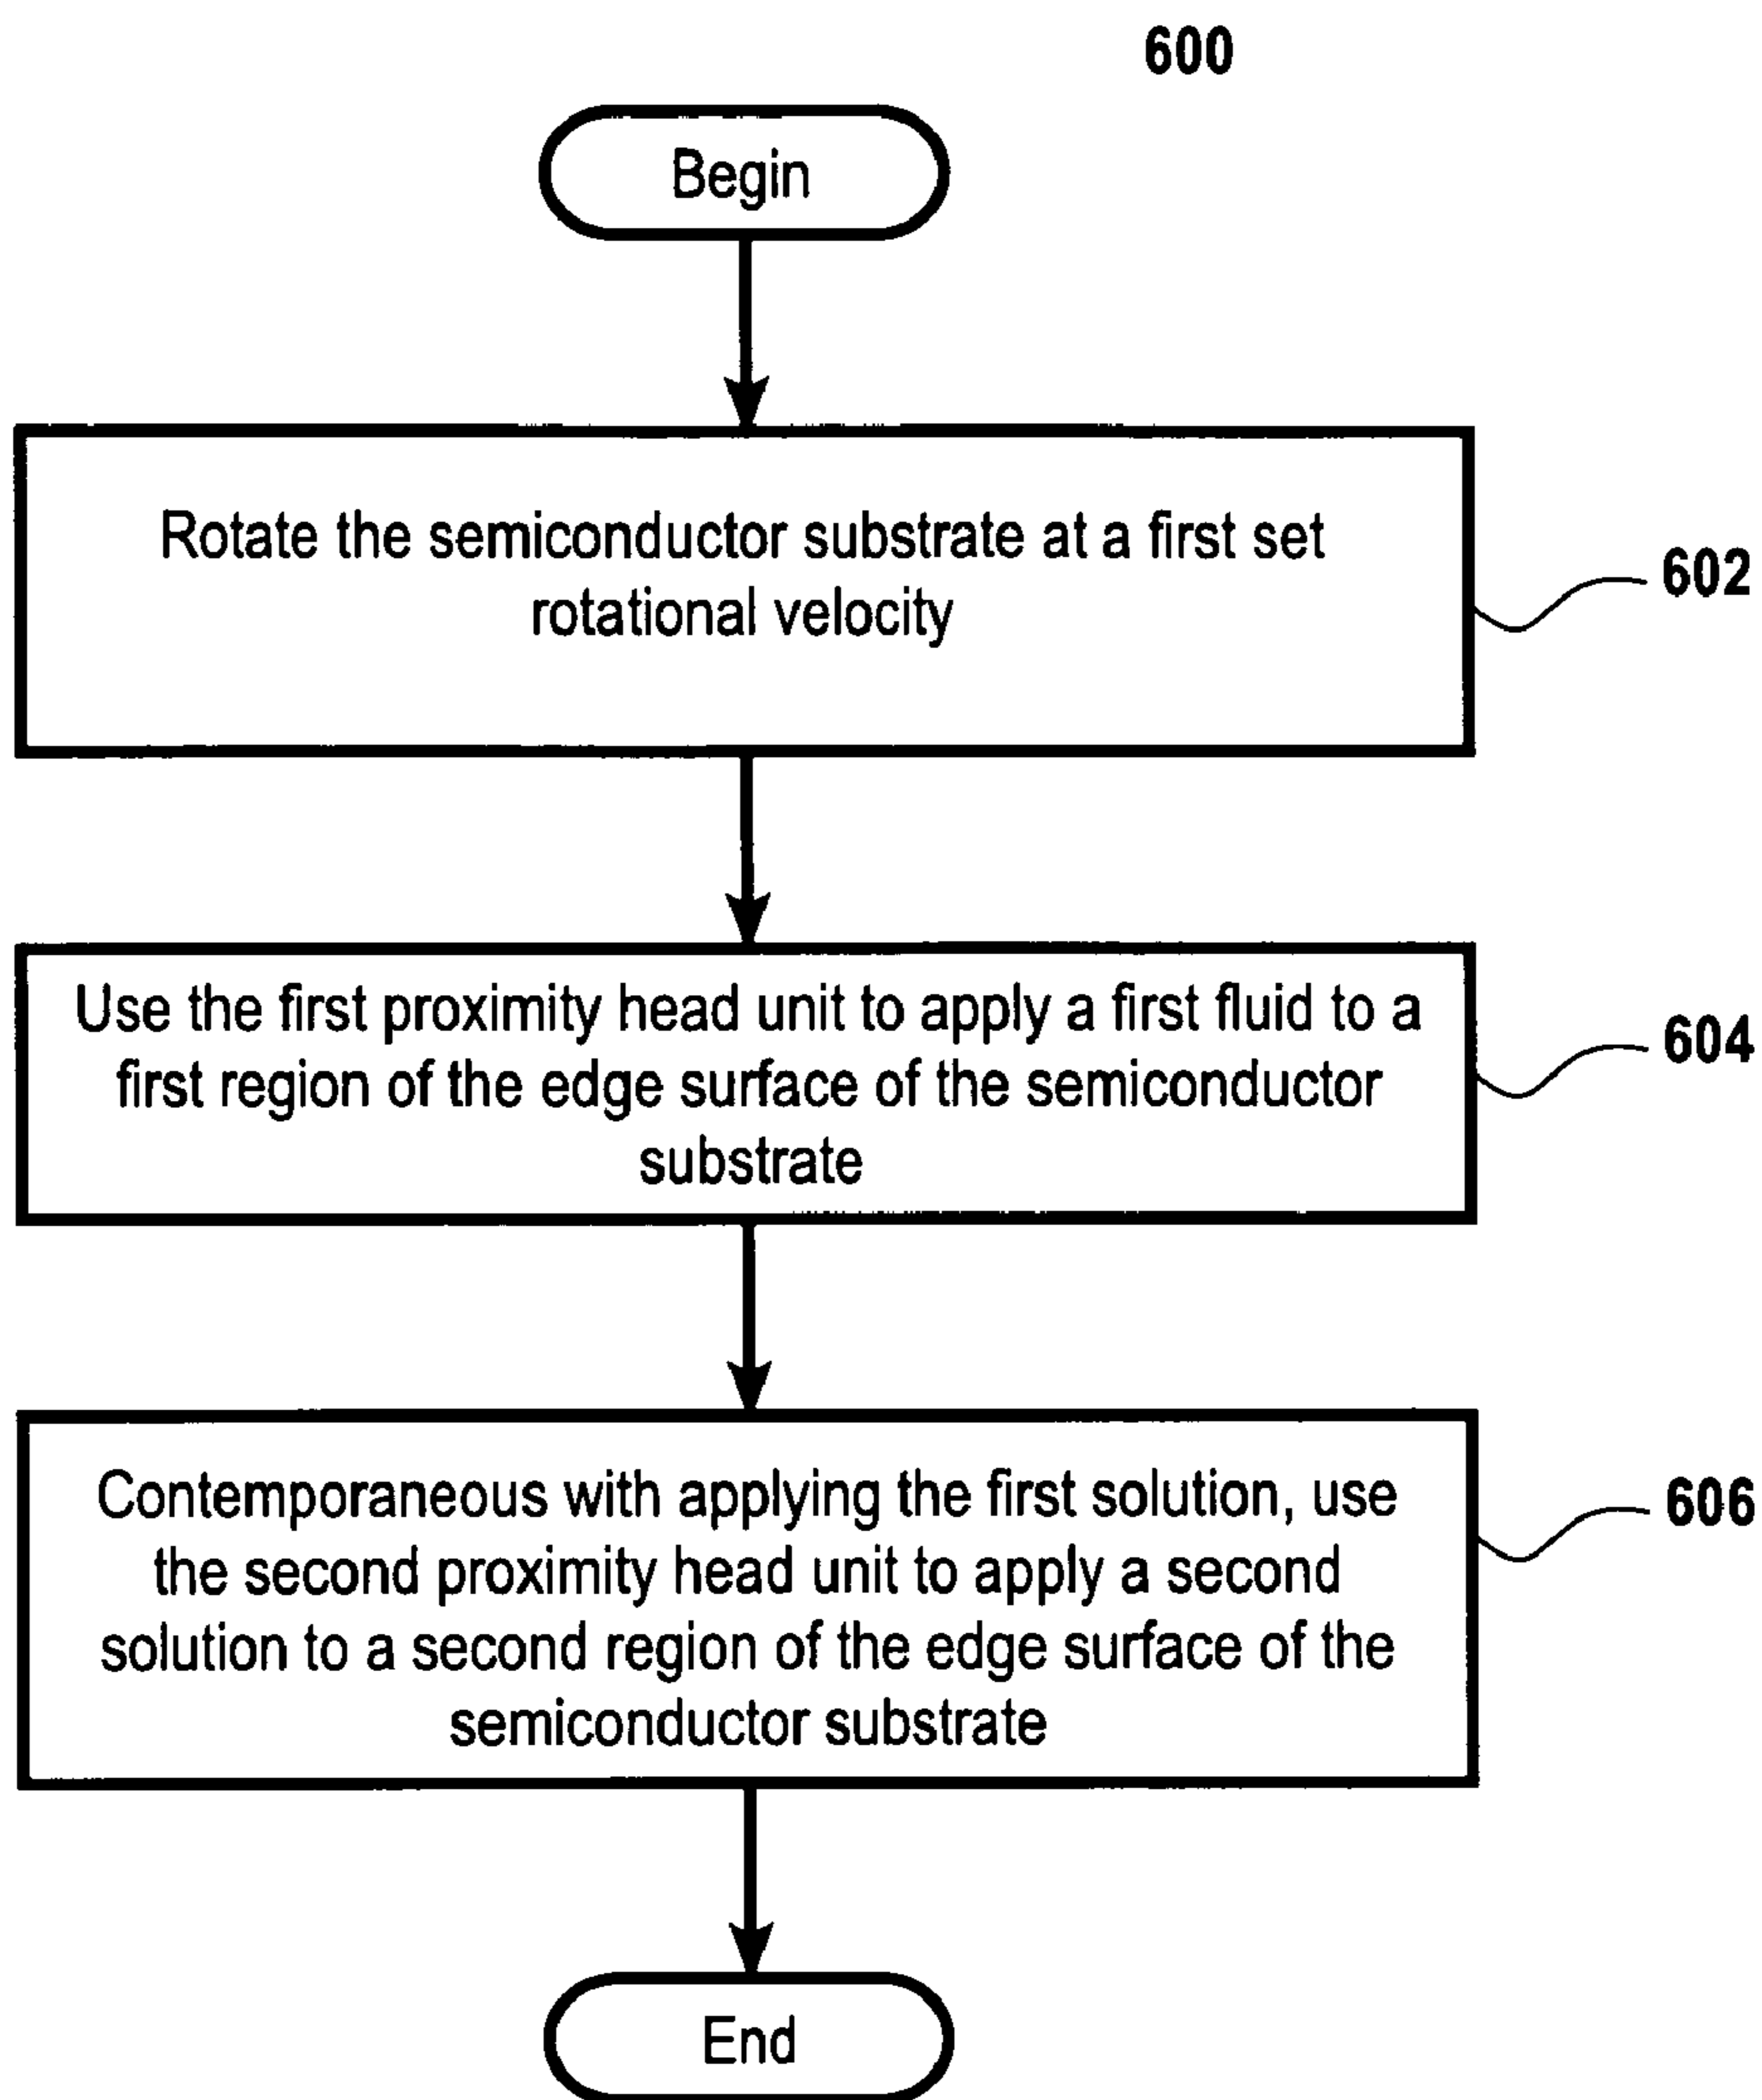 600
Begin
Rotate the semiconductor substrate at a first set
rotational velocity
602
Use the first proximity head unit to apply a first fluid to a
first region of the edge surface of the semiconductor
substrate
604
Contemporaneous with applying the first solution, use
the second proximity head unit to apply a second
solution to a second region of the edge surface of the
semiconductor substrate
606
End